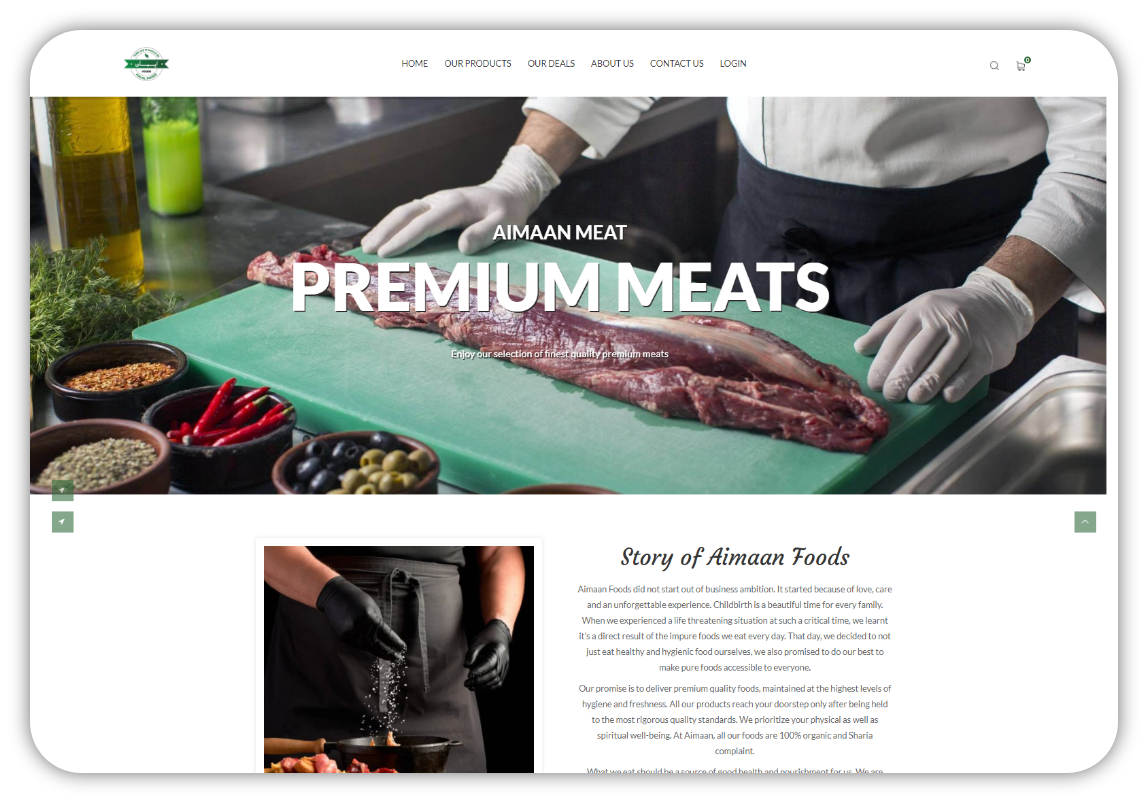 HOME OUR PRODUCTS OUR DEALS ABOUT US CONTACT US LOGIN
0
AIMAAN MEAT
PREMIUM MEATS
Enjoy our selection of finest quality premium meats
Story of Aimaan Foods
Aimaan Foods did not start out of business ambition. It started because of love, care
and an unforgettable experience. Childbirth is a beautiful time for every family.
When we experienced a life threatening situation at such a critical time, we learnt
it's a direct result of the impure foods we eat every day. That day, we decided to not
just eat healthy and hygienic food ourselves, we also promised to do our best to
make pure foods accessible to everyone.
Our promise is to deliver premium quality foods, maintained at the highest levels of
hygiene and freshness. All our products reach your doorstep only after being held
to the most rigorous quality standards. We prioritize your physical as well as
spiritual well-being. At Aimaan, all our foods are 100% organic and Sharia
complaint.
What we eat should be a source of good health and nourishment for us. We are